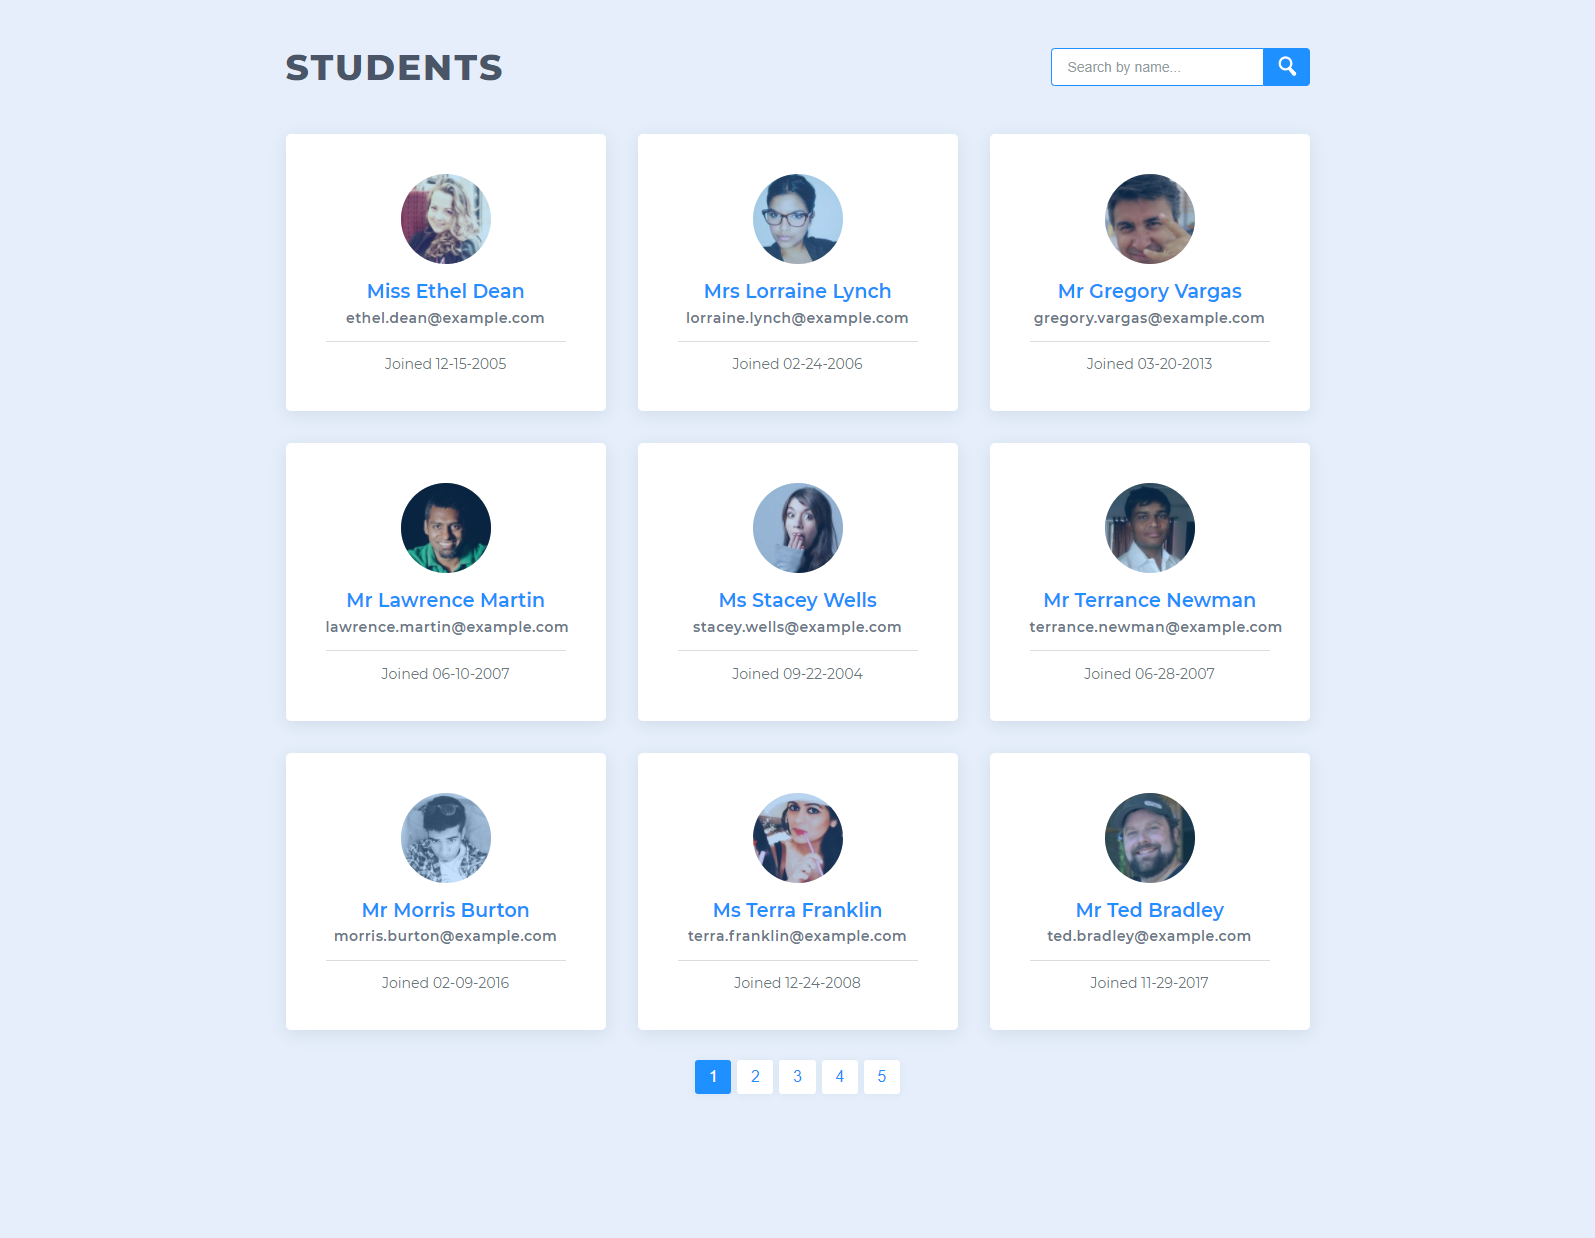 STUDENTS
Search by name...
Miss Ethel Dean
ethel.dean@example.com
Joined 12-15-2005
Mrs Lorraine Lynch
lorraine.lynch@example.com
Joined 02-24-2006
Mr Gregory Vargas
gregory.vargas@example.com
Joined 03-20-2013
Mr Lawrence Martin
lawrence.martin@example.com
Joined 06-10-2007
Ms Stacey Wells
stacey.wells@example.com
Joined 09-22-2004
Mr Terrance Newman
terrance.newman@example.com
Joined 06-28-2007
Mr Morris Burton
morris.burton@example.com
Joined 02-09-2016
Ms Terra Franklin
terra.franklin@example.com
Joined 12-24-2008
Mr Ted Bradley
ted.bradley@example.com
Joined 11-29-2017
1 2 3 4 5